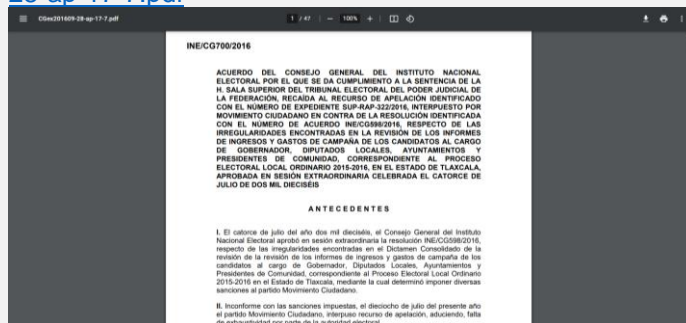 CGex201609-28-ap-17-7.pdf
1 / 47
100%
INE/CG700/2016
ACUERDO DEL CONSEJO GENERAL DEL INSTITUTO NACIONAL
ELECTORAL POR EL QUE SE DA CUMPLIMIENTO A LA SENTENCIA DE LA
H. SALA SUPERIOR DEL TRIBUNAL ELECTORAL DEL PODER JUDICIAL DE
LA FEDERACIÓN, RECAÍDA AL RECURSO DE APELACIÓN IDENTIFICADO
CON EL NÚMERO DE EXPEDIENTE SUP-RAP-322/2016, INTERPUESTO POR
MOVIMIENTO CIUDADANO EN CONTRA DE LA RESOLUCIÓN IDENTIFICADA
CON EL NÚMERO DE ACUERDO INE/CG598/2016, RESPECTO DE LAS
IRREGULARIDADES ENCONTRADAS EN LA REVISIÓN DE LOS INFORMES
DE INGRESOS Y GASTOS DE CAMPAÑA DE LOS CANDIDATOS AL CARGO
DE GOBERNADOR, DIPUTADOS LOCALES, AYUNTAMIENTOS Y
PRESIDENTES DE COMUNIDAD, CORRESPONDIENTE AL PROCESO
ELECTORAL LOCAL ORDINARIO 2015-2016, EN EL ESTADO DE TLAXCALA,
APROBADA EN SESIÓN EXTRAORDINARIA CELEBRADA EL CATORCE DE
JULIO DE DOS MIL DIECISÉIS
ANTECEDENTES
I. El catorce de julio del año dos mil dieciséis, el Consejo General del Instituto
Nacional Electoral aprobó en sesión extraordinaria la resolución INE/CG598/2016,
respecto de las irregularidades encontradas en el Dictamen Consolidado de la
revisión de la revisión de los informes de ingresos y gastos de campaña de los
candidatos al cargo de Gobernador, Diputados Locales, Ayuntamientos y
Presidentes de Comunidad, correspondiente al Proceso Electoral Local Ordinario
2015-2016 en el Estado de Tlaxcala, mediante la cual determinó imponer diversas
sanciones al partido Movimiento Ciudadano.
II. Inconforme con las sanciones impuestas, el dieciocho de julio del presente año
el partido Movimiento Ciudadano, interpuso recurso de apelación, aduciendo, falta
de exhaustividad por parte de la autoridad electoral.